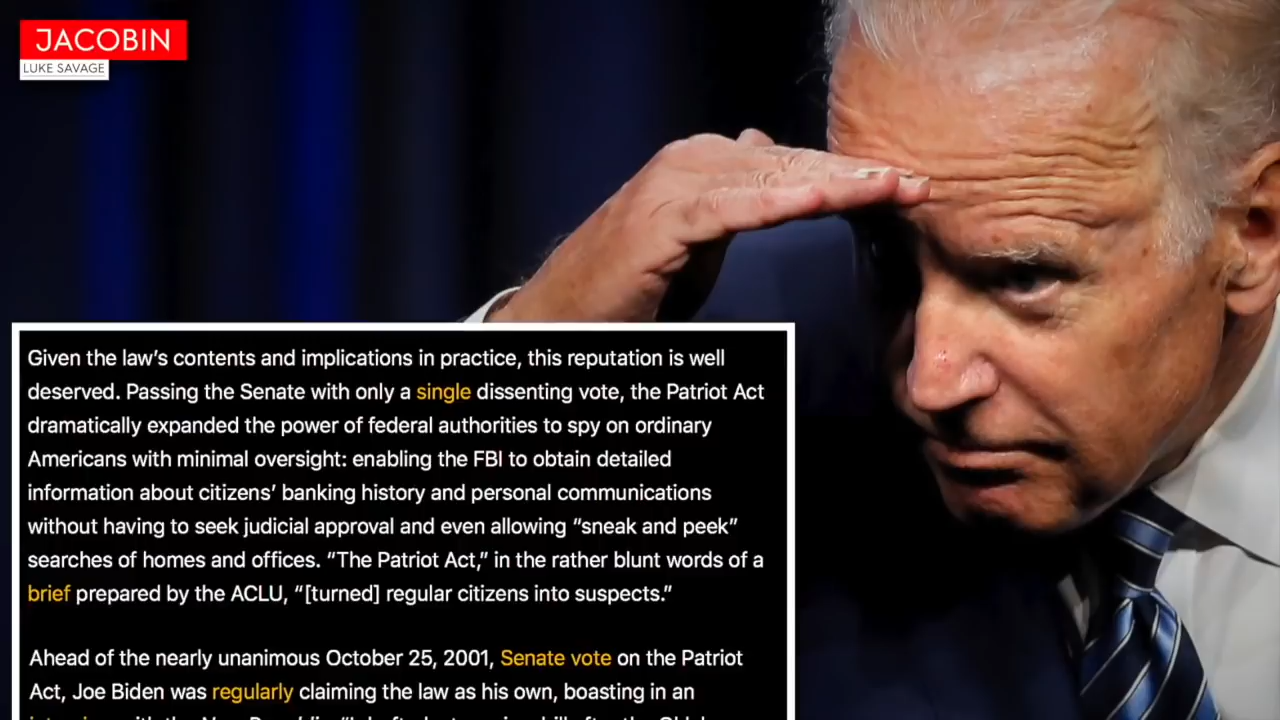 JACOBIN
LUKE SAVAGE
Given the law's contents and implications in practice, this reputation is well
deserved. Passing the Senate with only a single dissenting vote, the Patriot Act
dramatically expanded the power of federal authorities to spy on ordinary
Americans with minimal oversight: enabling the FBI to obtain detailed
information about citizens' banking history and personal communications
without having to seek judicial approval and even allowing “sneak and peek”
searches of homes and offices. “The Patriot Act,” in the rather blunt words of a
brief prepared by the ACLU, “[turned] regular citizens into suspects.”
Ahead of the nearly unanimous October 25, 2001, Senate vote on the Patriot
Act, Joe Biden was regularly claiming the law as his own, boasting in an